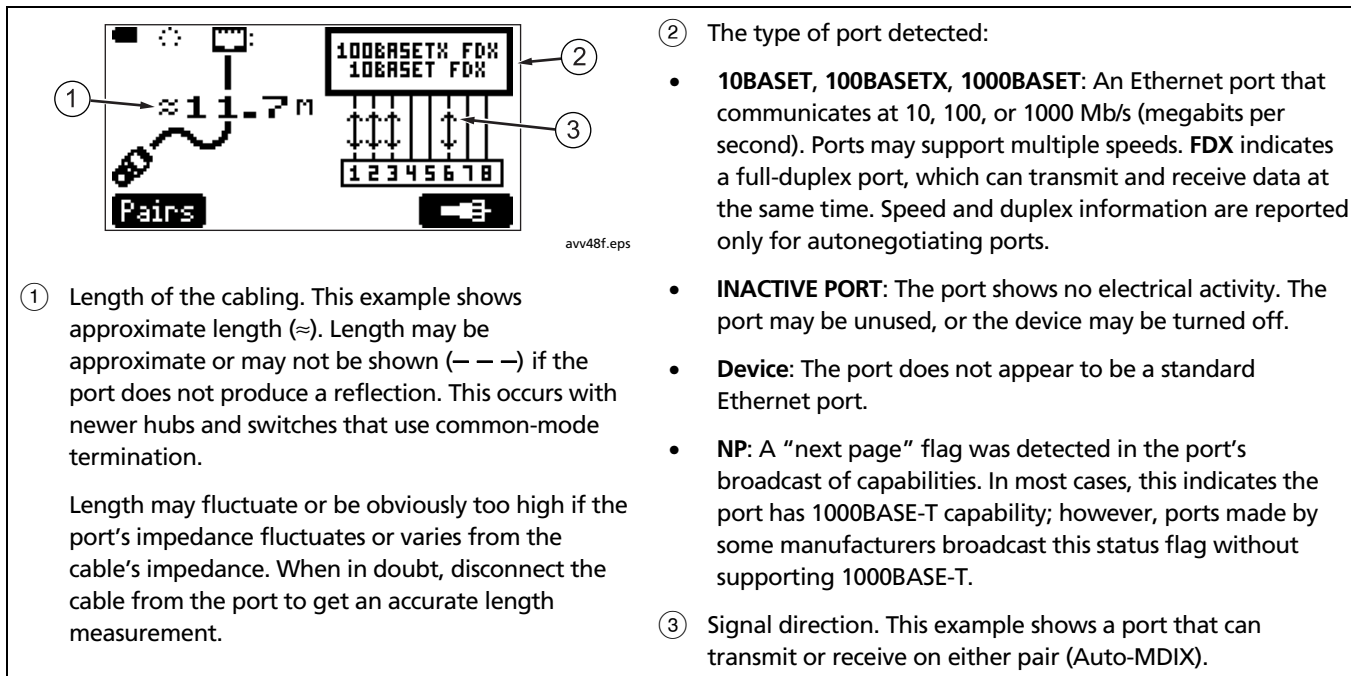 100BASETX FDX
10BASET FDX
2
1
≈11.7 m
3
12345678
Pairs
avv48f.eps
1 Length of the cabling. This example shows
approximate length (≈). Length may be
approximate or may not be shown (– – –) if the
port does not produce a reflection. This occurs with
newer hubs and switches that use common-mode
termination.
Length may fluctuate or be obviously too high if the
port’s impedance fluctuates or varies from the
cable’s impedance. When in doubt, disconnect the
cable from the port to get an accurate length
measurement.
2 The type of port detected:
• 10BASET, 100BASETX, 1000BASET: An Ethernet port that
communicates at 10, 100, or 1000 Mb/s (megabits per
second). Ports may support multiple speeds. FDX indicates
a full-duplex port, which can transmit and receive data at
the same time. Speed and duplex information are reported
only for autonegotiating ports.
• INACTIVE PORT: The port shows no electrical activity. The
port may be unused, or the device may be turned off.
• Device: The port does not appear to be a standard
Ethernet port.
• NP: A “next page” flag was detected in the port’s
broadcast of capabilities. In most cases, this indicates the
port has 1000BASE-T capability; however, ports made by
some manufacturers broadcast this status flag without
supporting 1000BASE-T.
3 Signal direction. This example shows a port that can
transmit or receive on either pair (Auto-MDIX).